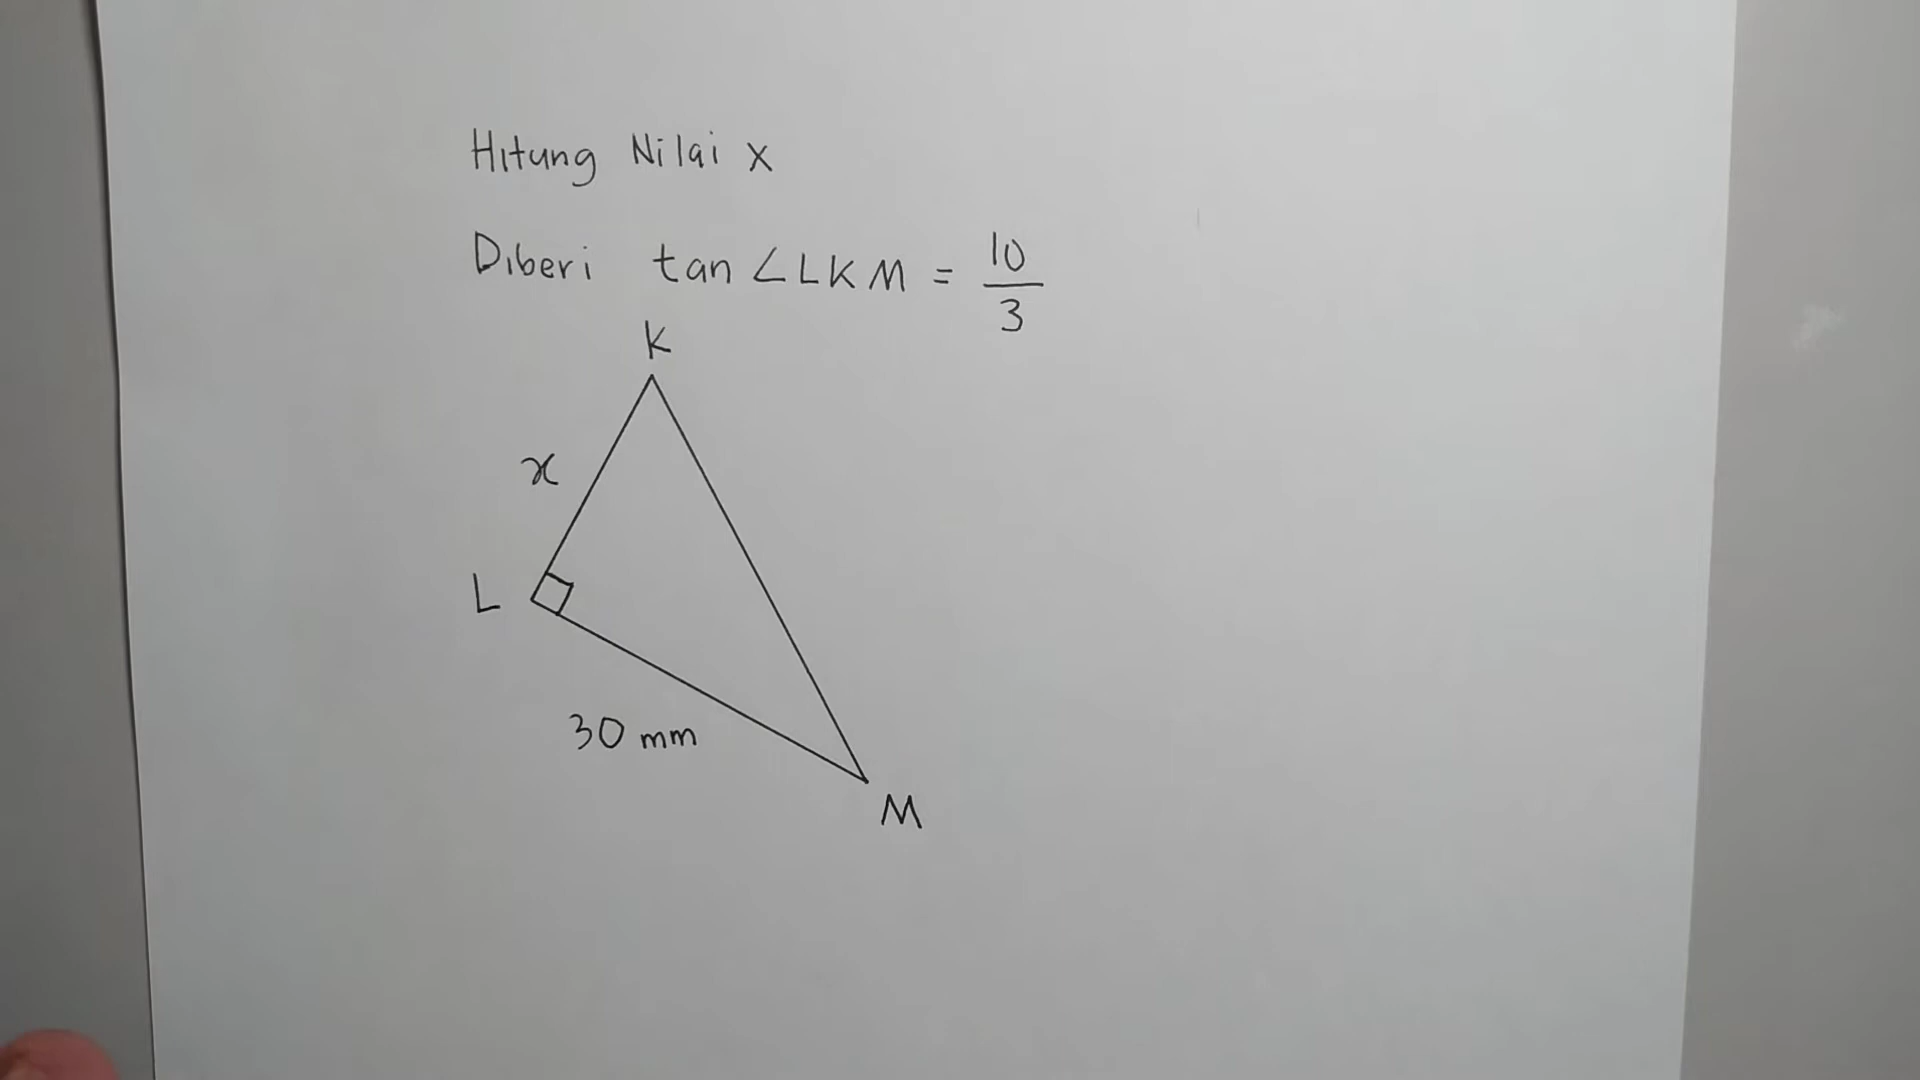 Hitung Nilai x
Diberi tan ∠LKM = 10/3
K
x
L
30 mm
M